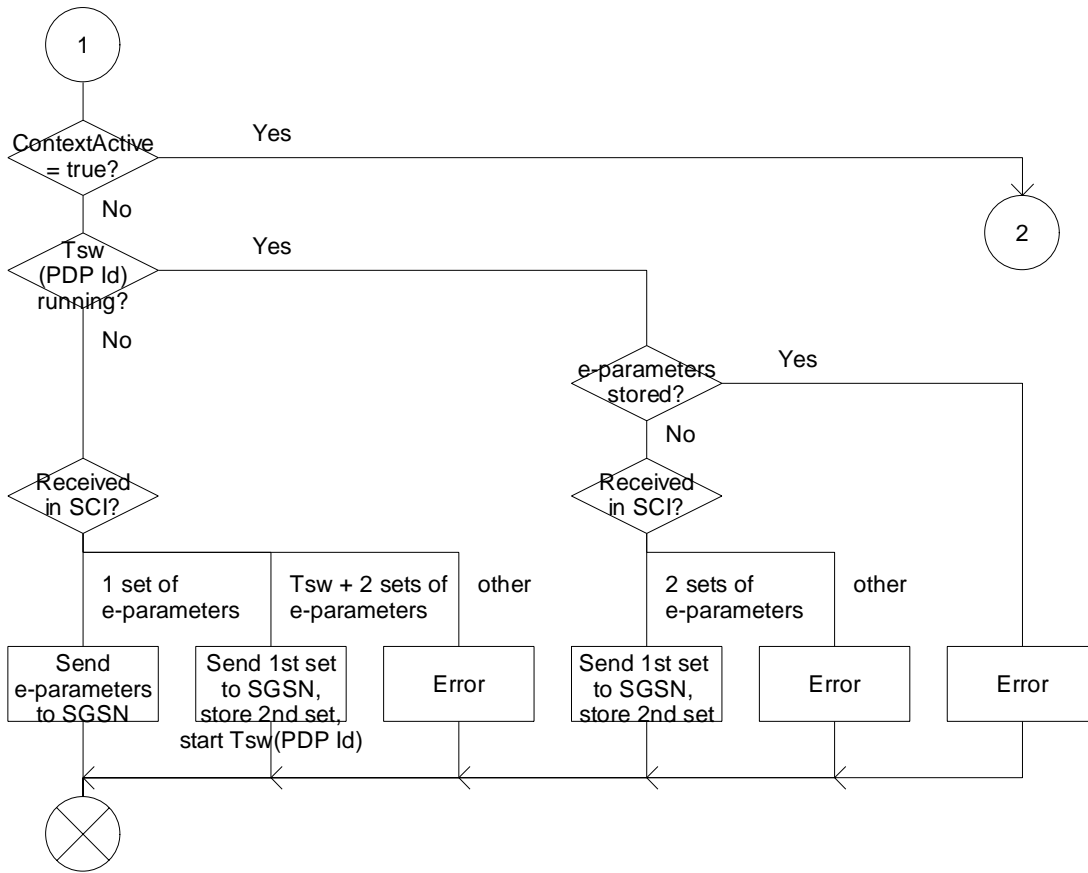 1
ContextActive
= true?
Yes
No
2
Tsw
(PDP Id)
running?
Yes
No
e-parameters
stored?
Yes
No
Received
in SCI?
Received
in SCI?
1 set of
e-parameters
Tsw + 2 sets of
e-parameters
other
2 sets of
e-parameters
other
Send
e-parameters
to SGSN
Send 1st set
to SGSN,
store 2nd set,
start Tsw(PDP Id)
Error
Send 1st set
to SGSN,
store 2nd set
Error
Error